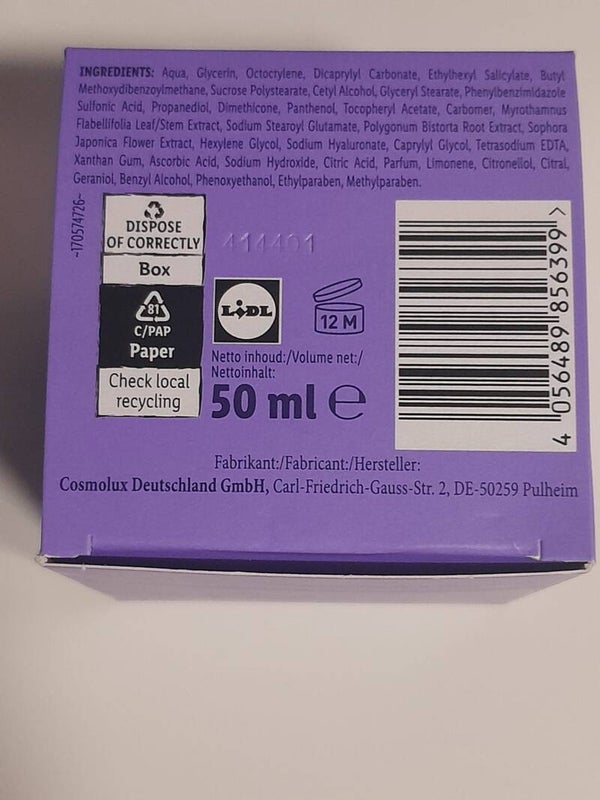 INGREDIENTS: Aqua, Glycerin, Octocrylene, Dicaprylyl Carbonate, Ethylhexyl Salicylate, Butyl
Methoxydibenzoylmethane, Sucrose Polystearate, Cetyl Alcohol, Glyceryl Stearate, Phenylbenzimidazole
Sulfonic Acid, Propanediol, Dimethicone, Panthenol, Tocopheryl Acetate, Carbomer, Myrothamnus
Flabellifolia Leaf/Stem Extract, Sodium Stearoyl Glutamate, Polygonum Bistorta Root Extract, Sophora
Japonica Flower Extract, Hexylene Glycol, Sodium Hyaluronate, Caprylyl Glycol, Tetrasodium EDTA,
Xanthan Gum, Ascorbic Acid, Sodium Hydroxide, Citric Acid, Parfum, Limonene, Citronellol, Citral,
Geraniol, Benzyl Alcohol, Phenoxyethanol, Ethylparaben, Methylparaben.
-170574726-
DISPOSE
OF CORRECTLY
Box
81
C/PAP
Paper
Check local
recycling
414401
LIDL
12 M
Netto inhoud:/Volume net:/
Nettoinhalt:
50 ml e
4 056489 856399 >
Fabrikant:/Fabricant:/Hersteller:
Cosmolux Deutschland GmbH, Carl-Friedrich-Gauss-Str. 2, DE-50259 Pulheim